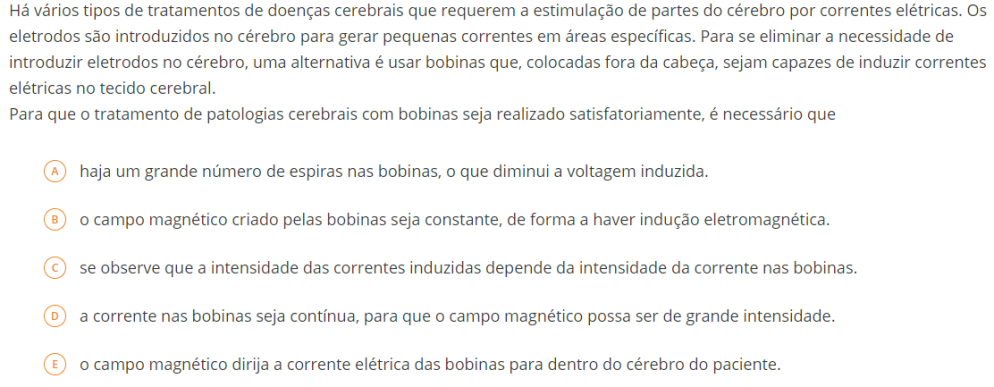 Há vários tipos de tratamentos de doenças cerebrais que requerem a estimulação de partes do cérebro por correntes elétricas. Os
eletrodos são introduzidos no cérebro para gerar pequenas correntes em áreas específicas. Para se eliminar a necessidade de
introduzir eletrodos no cérebro, uma alternativa é usar bobinas que, colocadas fora da cabeça, sejam capazes de induzir correntes
elétricas no tecido cerebral.
Para que o tratamento de patologias cerebrais com bobinas seja realizado satisfatoriamente, é necessário que
A haja um grande número de espiras nas bobinas, o que diminui a voltagem induzida.
B o campo magnético criado pelas bobinas seja constante, de forma a haver indução eletromagnética.
C se observe que a intensidade das correntes induzidas depende da intensidade da corrente nas bobinas.
D a corrente nas bobinas seja contínua, para que o campo magnético possa ser de grande intensidade.
E o campo magnético dirija a corrente elétrica das bobinas para dentro do cérebro do paciente.